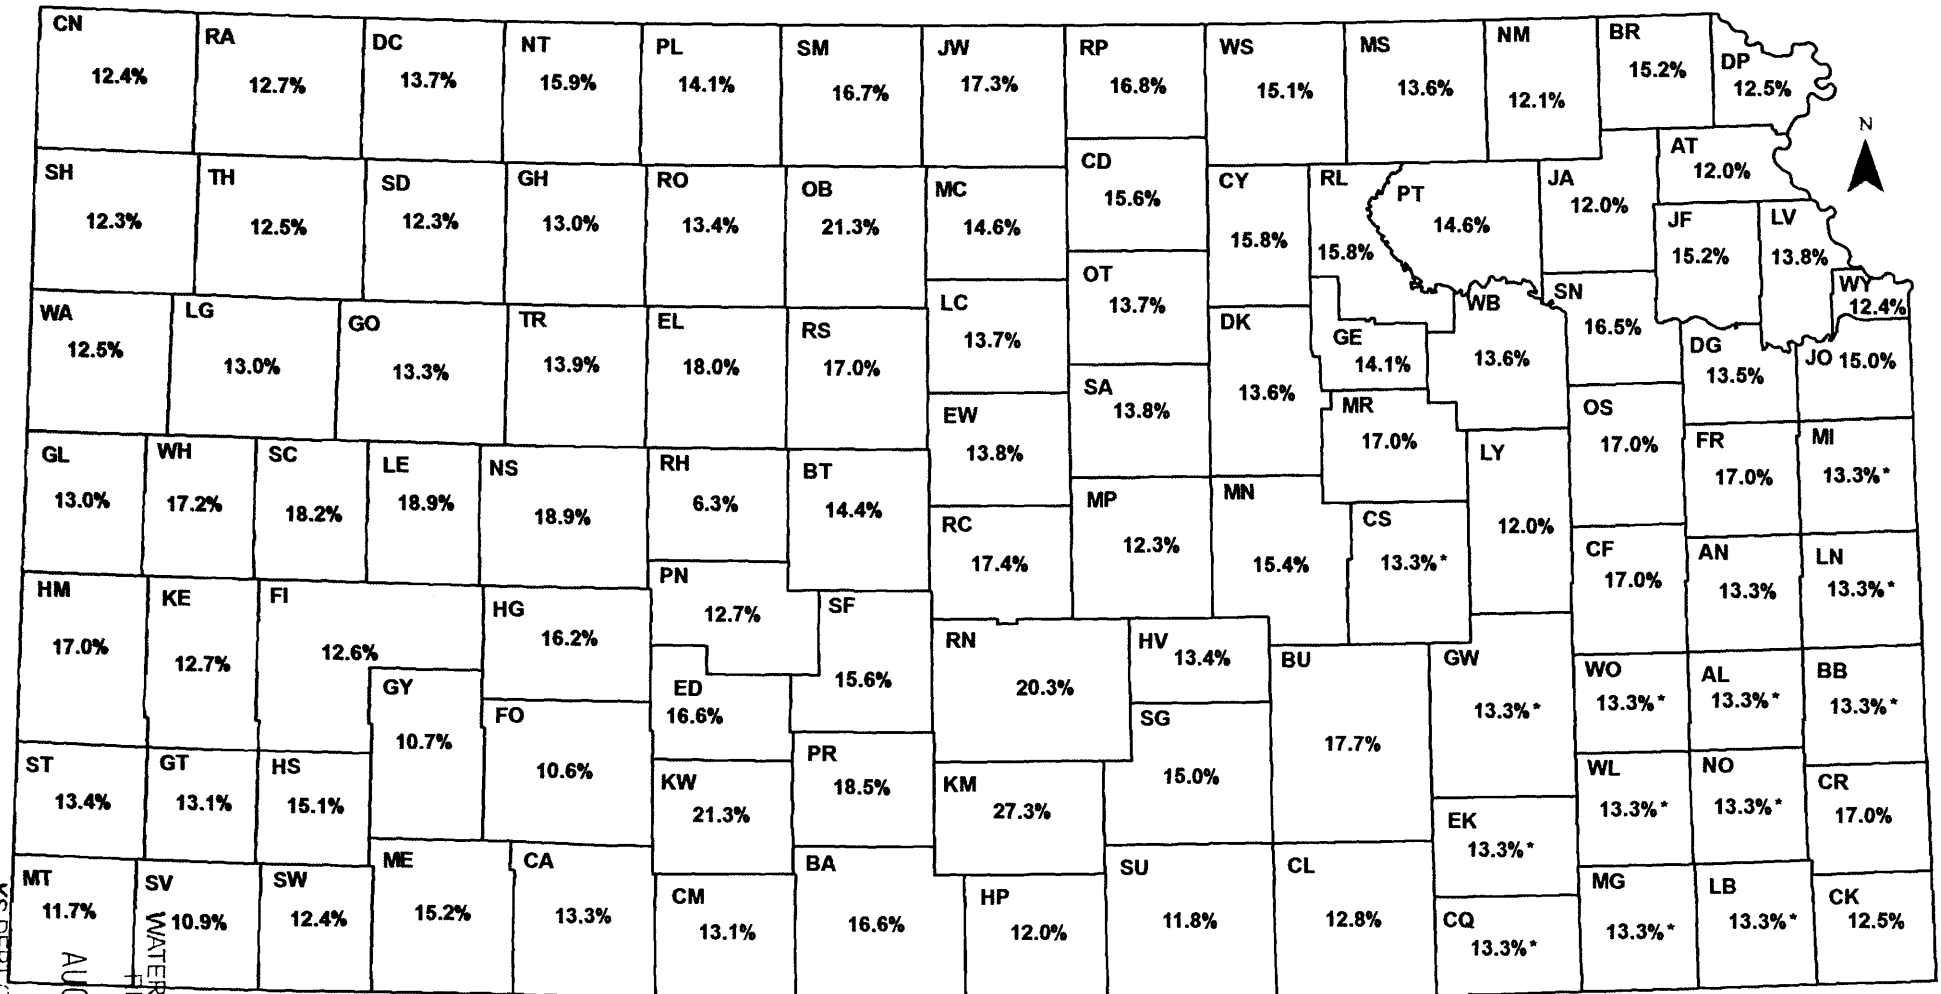 CN RA DC NT PL SM JW RP WS MS NM BR DP
12.4% 12.7% 13.7% 15.9% 14.1% 16.7% 17.3% 16.8% 15.1% 13.6% 12.1% 15.2% 12.5%
N
CD AT
15.6% 12.0%
SH TH SD GH RO OB MC CY RL PT JA JF LV
12.3% 12.5% 12.3% 13.0% 13.4% 21.3% 14.6% 15.8% 15.8% 14.6% 12.0% 15.2% 13.8%
OT WY
13.7% 12.4%
WA LG GO TR EL RS LC DK GE WB SN DG JO
12.5% 13.0% 13.3% 13.9% 18.0% 17.0% 13.7% 13.6% 14.1% 13.6% 16.5% 13.5% 15.0%
SA MR OS
13.8% 17.0% 17.0%
GL WH SC LE NS RH BT EW LY FR MI
13.0% 17.2% 18.2% 18.9% 18.9% 6.3% 14.4% 13.8% 12.0% 17.0% 13.3%*
RC MP MN CS CF AN LN
17.4% 12.3% 15.4% 13.3%* 17.0% 13.3% 13.3%*
HM KE FI HG PN SF
17.0% 12.7% 12.6% 16.2% 12.7% 15.6%
GY ED RN HV BU GW WO AL BB
10.7% 16.6% 20.3% 13.4% 17.7% 13.3%* 13.3%* 13.3%* 13.3%*
ST GT HS FO KW PR KM SG WL NO CR
13.4% 13.1% 15.1% 10.6% 21.3% 18.5% 27.3% 15.0% 13.3%* 13.3%* 17.0%
EK
13.3%*
MT SV SW ME CA CM BA HP SU CL CQ MG LB CK
11.7% 10.9% 12.4% 15.2% 13.3% 13.1% 16.6% 12.0% 11.8% 12.8% 13.3%* 13.3%* 13.3%* 12.5%
WATER
AUG